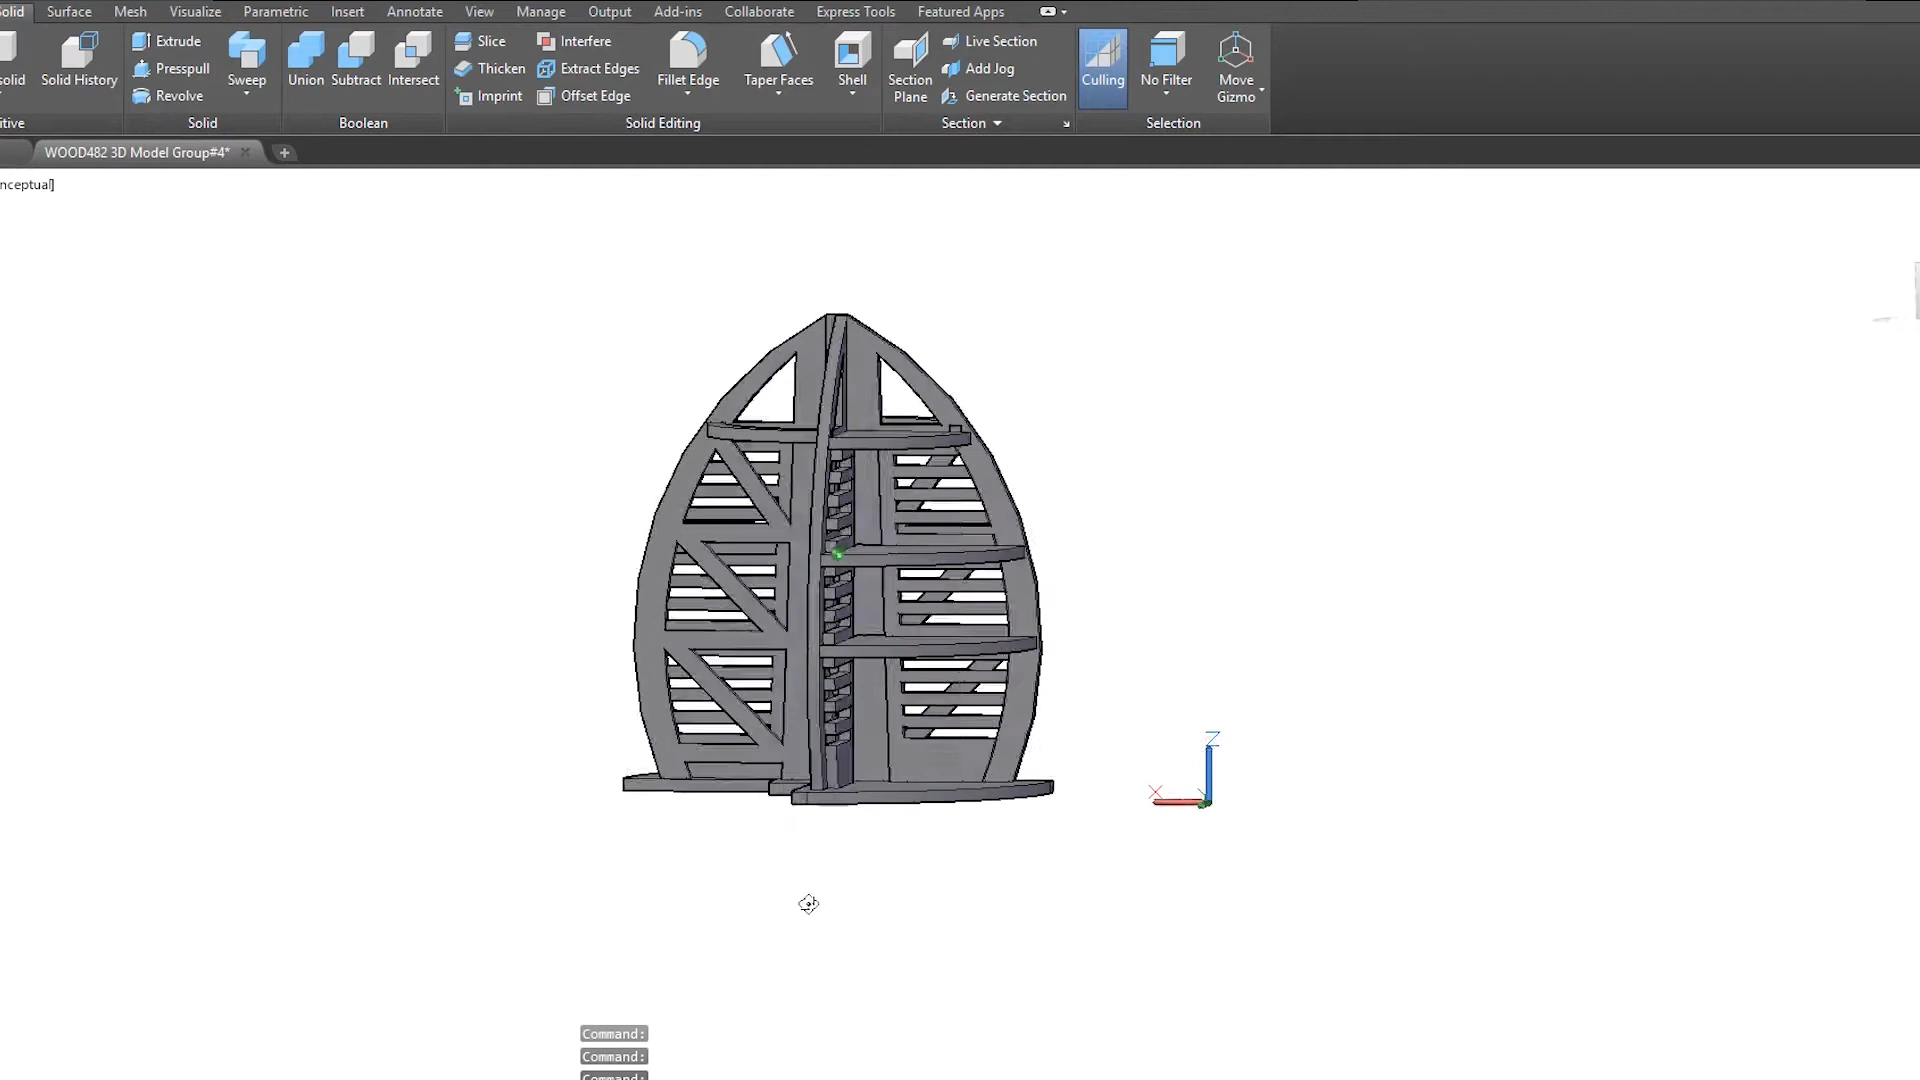 Solid Surface Mesh Visualize Parametric Insert Annotate View Manage Output Add-ins Collaborate Express Tools Featured Apps
Extrude
Presspull
Revolve
solid
Solid History
Sweep
Union
Subtract
Intersect
Slice
Thicken
Imprint
Interfere
Extract Edges
Offset Edge
Fillet Edge
Taper Faces
Shell
Section
Plane
Live Section
Add Jog
Generate Section
Culling
No Filter
Move
Gizmo
itive
Solid
Boolean
Solid Editing
Section
Selection
WOOD482 3D Model Group#4*
nceptual]
Z
X
Command:
Command:
Command: